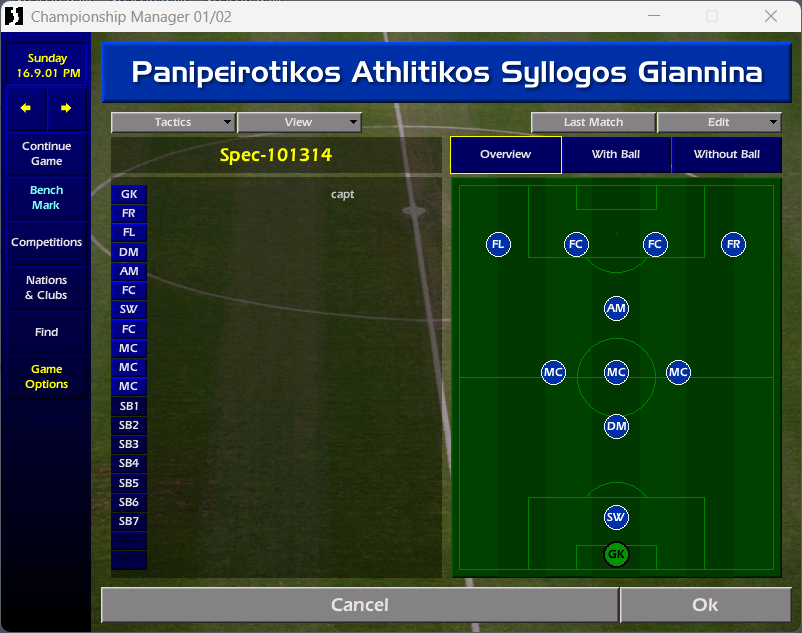 Championship Manager 01/02
Sunday
16.9.01 PM
Continue
Game
Bench
Mark
Competitions
Nations
& Clubs
Find
Game
Options
Panipeirotikos Athlitikos Syllogos Giannina
Tactics
View
Last Match
Edit
Spec-101314
Overview
With Ball
Without Ball
GK capt
FR
FL
DM
AM
FC
SW
FC
MC
MC
MC
SB1
SB2
SB3
SB4
SB5
SB6
SB7
FL FC FC FR
AM
MC MC MC
DM
SW
GK
Cancel
Ok